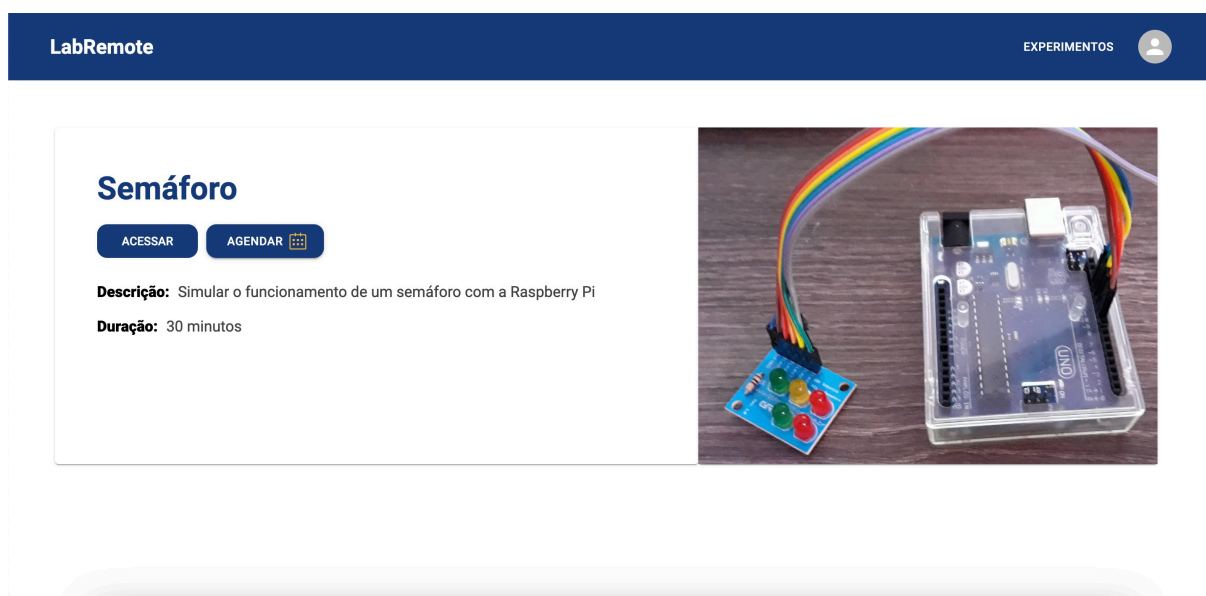 LabRemote
EXPERIMENTOS
Semáforo
ACESSAR
AGENDAR
Descrição: Simular o funcionamento de um semáforo com a Raspberry Pi
Duração: 30 minutos
UNO